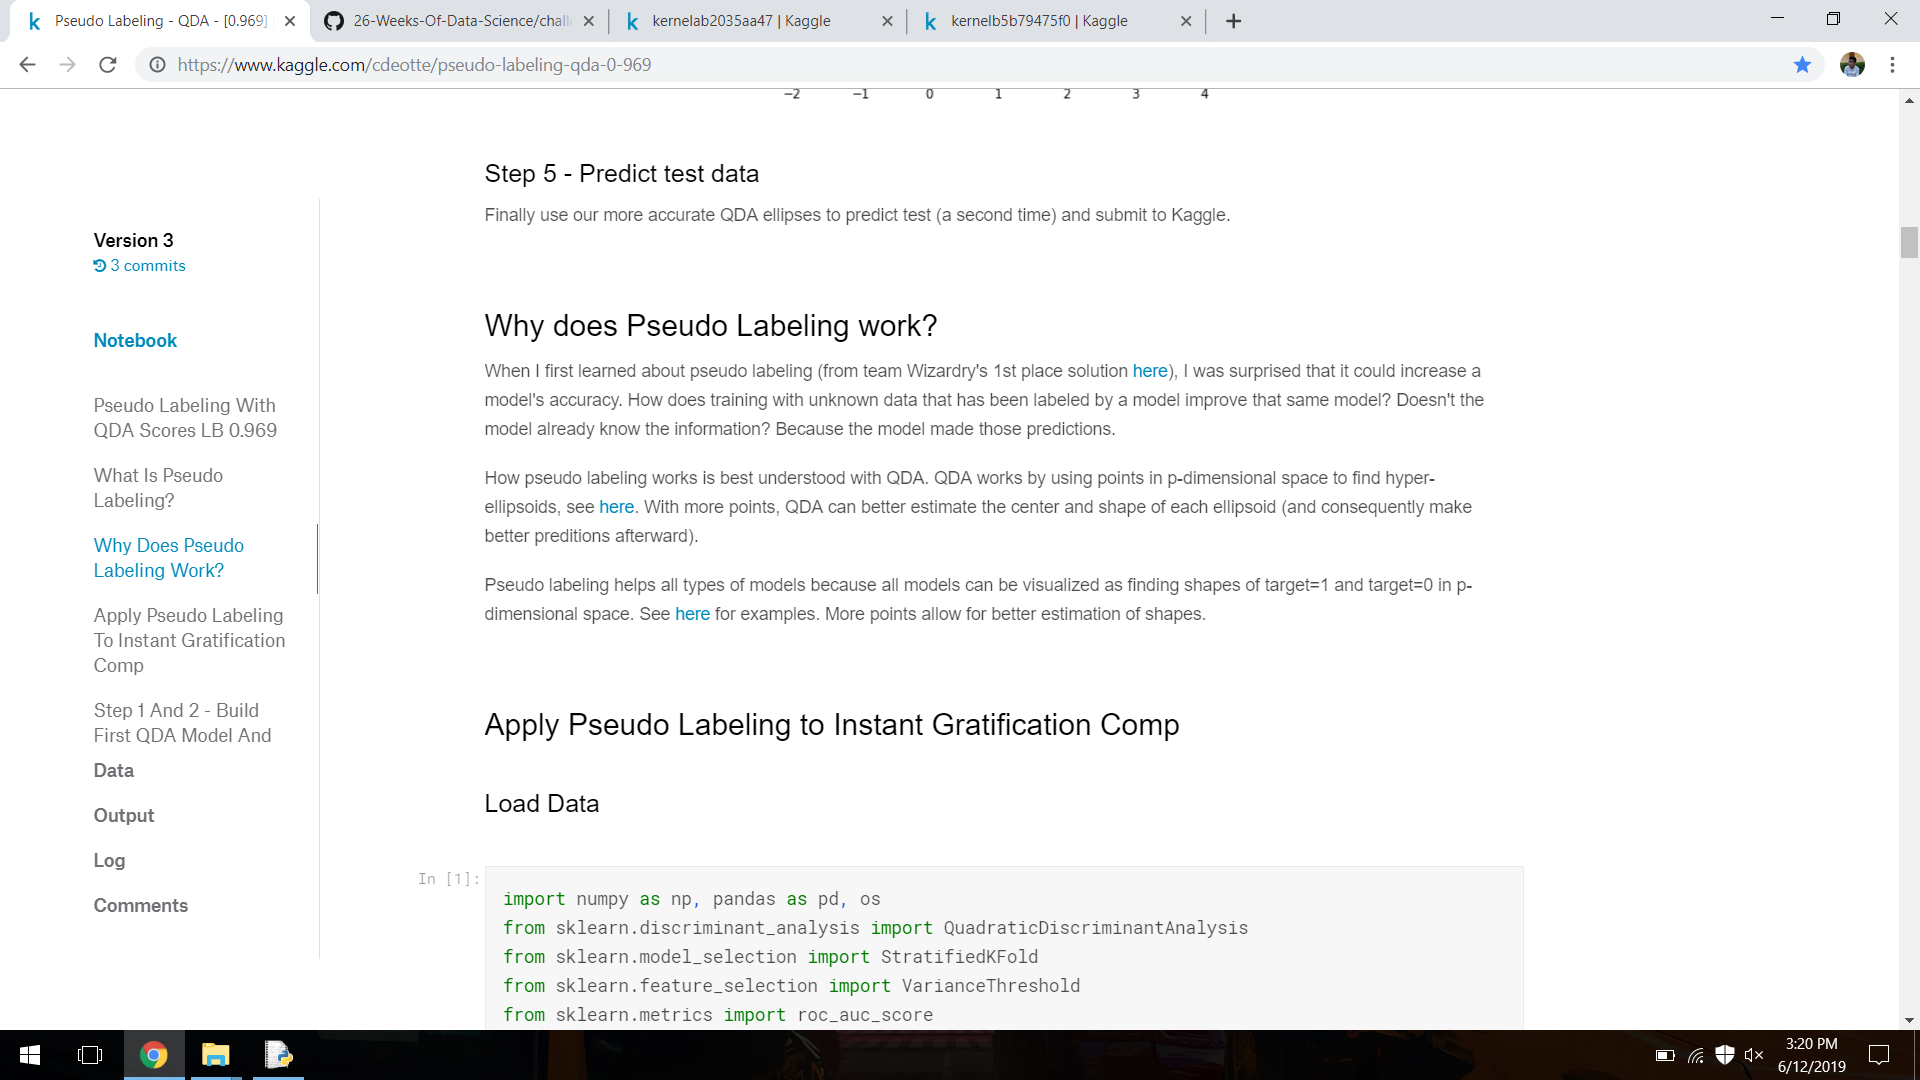 Pseudo Labeling - QDA - [0.969]
26-Weeks-Of-Data-Science/chall
kernelab2035aa47 | Kaggle
kernelb5b79475f0 | Kaggle
https://www.kaggle.com/cdeotte/pseudo-labeling-qda-0-969
−2 −1 0 1 2 3 4
Step 5 - Predict test data
Finally use our more accurate QDA ellipses to predict test (a second time) and submit to Kaggle.
Version 3
3 commits
Notebook
Pseudo Labeling With
QDA Scores LB 0.969
What Is Pseudo
Labeling?
Why Does Pseudo
Labeling Work?
Apply Pseudo Labeling
To Instant Gratification
Comp
Step 1 And 2 - Build
First QDA Model And
Data
Output
Log
Comments
Why does Pseudo Labeling work?
When I first learned about pseudo labeling (from team Wizardry's 1st place solution here), I was surprised that it could increase a
model's accuracy. How does training with unknown data that has been labeled by a model improve that same model? Doesn't the
model already know the information? Because the model made those predictions.
How pseudo labeling works is best understood with QDA. QDA works by using points in p-dimensional space to find hyper-
ellipsoids, see here. With more points, QDA can better estimate the center and shape of each ellipsoid (and consequently make
better preditions afterward).
Pseudo labeling helps all types of models because all models can be visualized as finding shapes of target=1 and target=0 in p-
dimensional space. See here for examples. More points allow for better estimation of shapes.
Apply Pseudo Labeling to Instant Gratification Comp
Load Data
In [1]:
import numpy as np, pandas as pd, os
from sklearn.discriminant_analysis import QuadraticDiscriminantAnalysis
from sklearn.model_selection import StratifiedKFold
from sklearn.feature_selection import VarianceThreshold
from sklearn.metrics import roc_auc_score
3:20 PM
6/12/2019